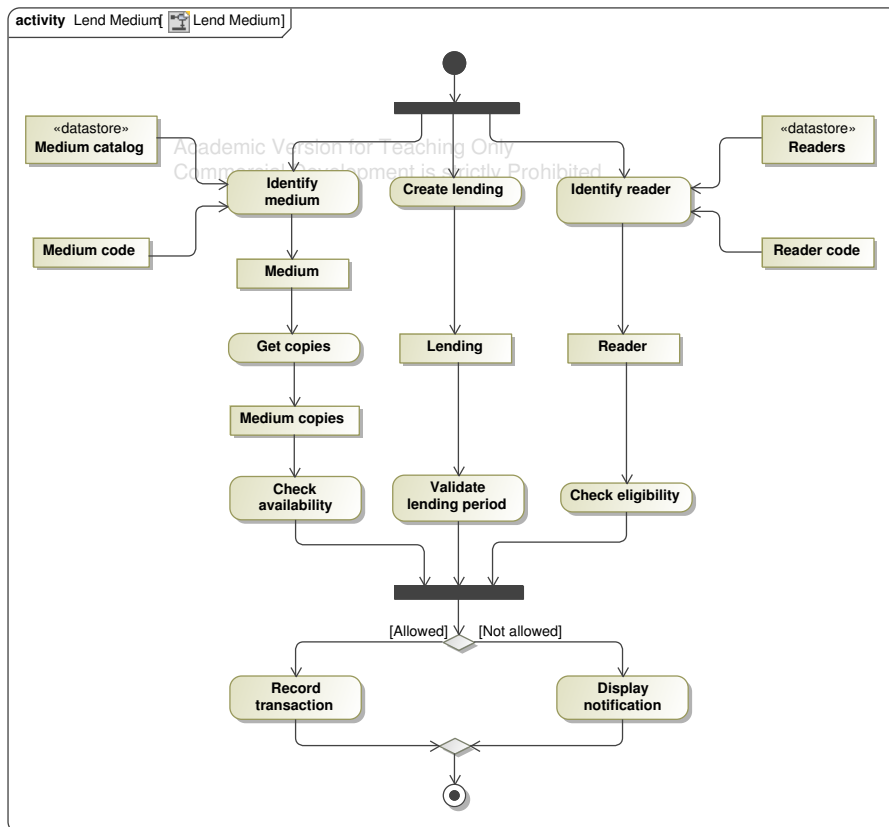 activity Lend Medium[ Lend Medium]
Academic Version for Teaching Only
Commercial Development is strictly Prohibited
«datastore»
Medium catalog
«datastore»
Readers
Identify
medium
Create lending
Identify reader
Medium code
Reader code
Medium
Get copies
Lending
Reader
Medium copies
Check
availability
Validate
lending period
Check eligibility
[Allowed]
[Not allowed]
Record
transaction
Display
notification